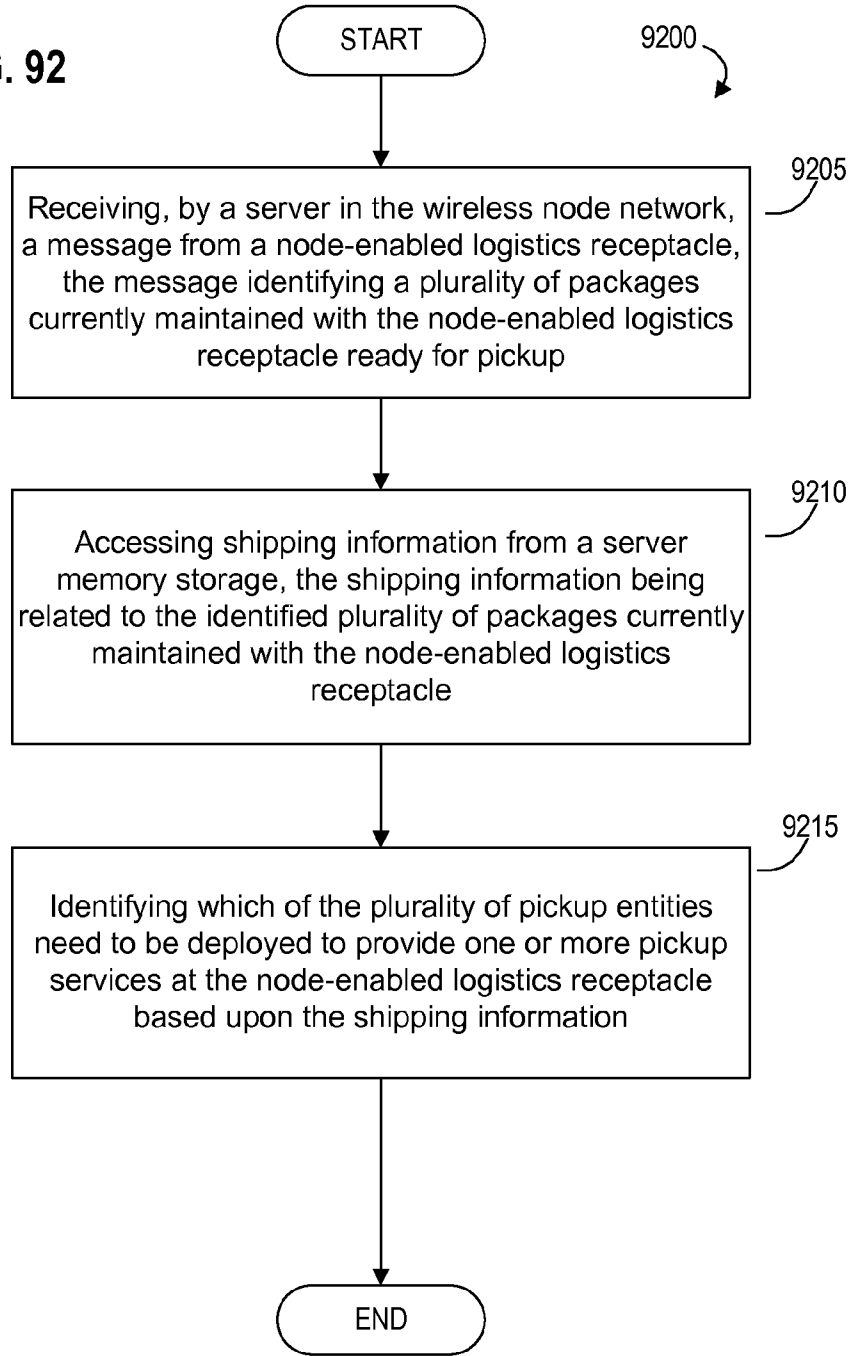 START
9200
. 92
9205
Receiving, by a server in the wireless node network,
a message from a node-enabled logistics receptacle,
the message identifying a plurality of packages
currently maintained with the node-enabled logistics
receptacle ready for pickup
9210
Accessing shipping information from a server
memory storage, the shipping information being
related to the identified plurality of packages currently
maintained with the node-enabled logistics
receptacle
9215
Identifying which of the plurality of pickup entities
need to be deployed to provide one or more pickup
services at the node-enabled logistics receptacle
based upon the shipping information
END